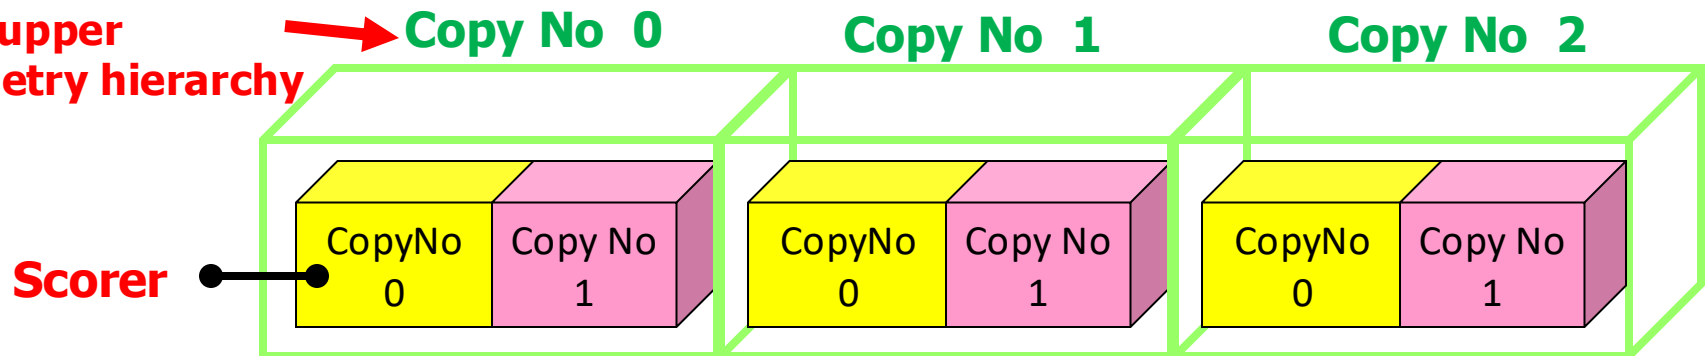 upper
etry hierarchy
Copy No 0
Copy No 1
Copy No 2
Scorer
CopyNo
0
Copy No
1
CopyNo
0
Copy No
1
CopyNo
0
Copy No
1